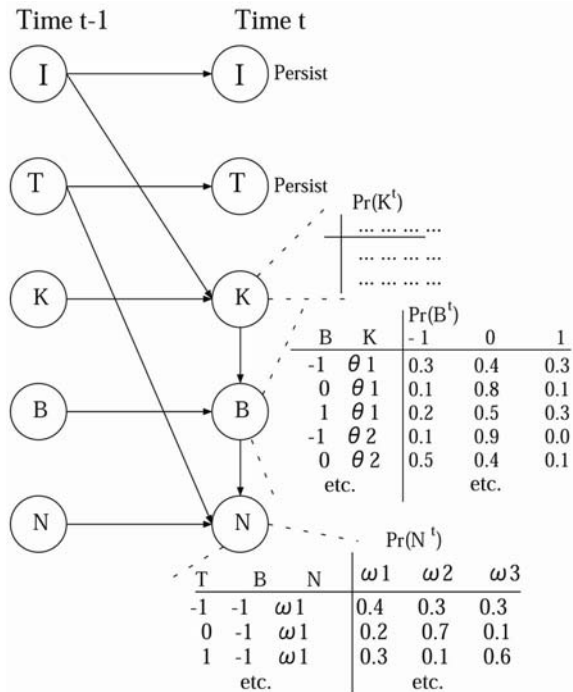 Time t-1 Time t
I I Persist
T T Persist
Pr(K^t)
... ... ... ...
... ... ... ...
... ... ... ...
K K
Pr(B^t)
B K -1 0 1
-1 θ1 0.3 0.4 0.3
0 θ1 0.1 0.8 0.1
1 θ1 0.2 0.5 0.3
-1 θ2 0.1 0.9 0.0
0 θ2 0.5 0.4 0.1
etc. etc.
B B
N N
Pr(N^t)
T B N ω1 ω2 ω3
-1 -1 ω1 0.4 0.3 0.3
0 -1 ω1 0.2 0.7 0.1
1 -1 ω1 0.3 0.1 0.6
etc. etc.